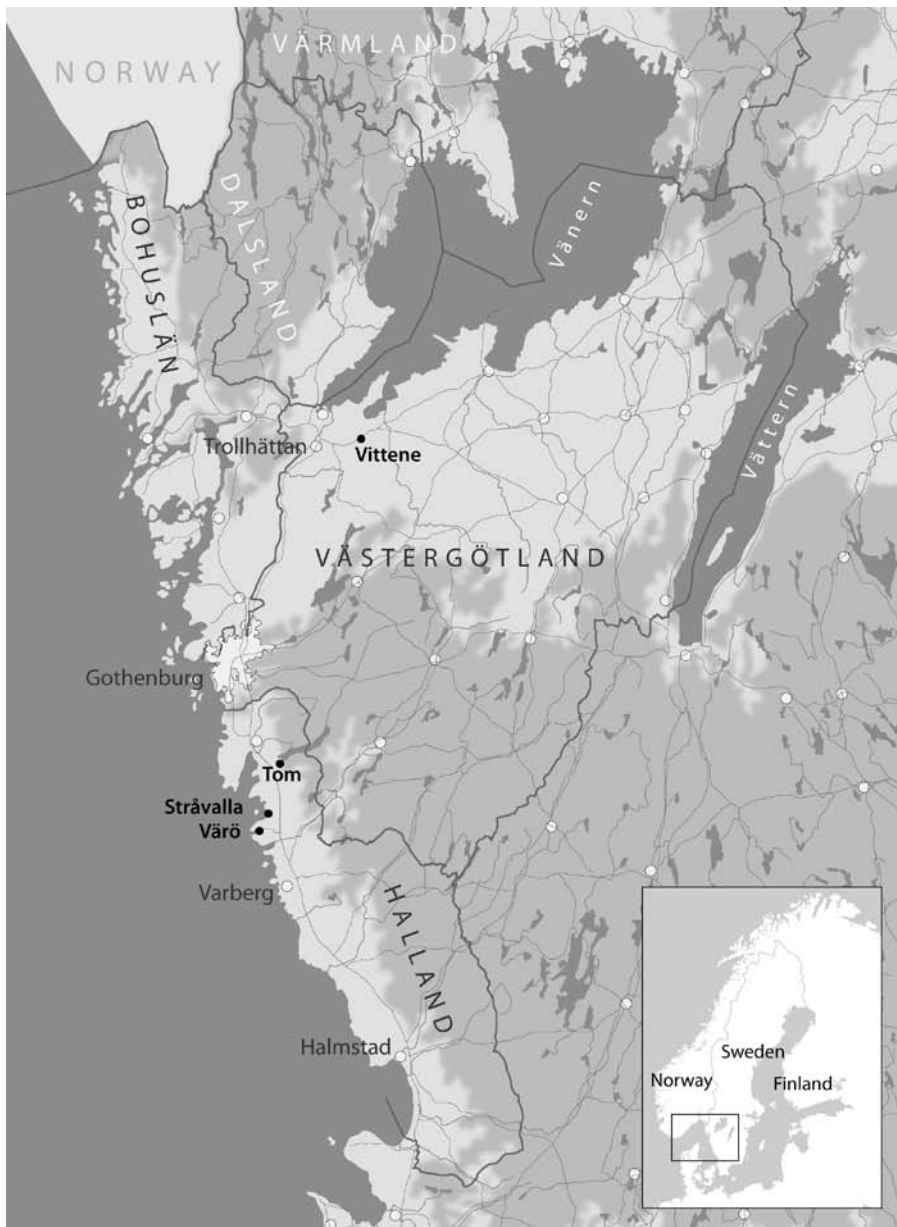 VÄRMLAND
NORWAY
DALSLAND
BOHUSLÄN
Vänern
Vättern
Trollhättan
Vittene
VÄSTERGÖTLAND
Gothenburg
Tom
Stråvalla
Värö
Varberg
HALLAND
Halmstad
Sweden
Norway
Finland